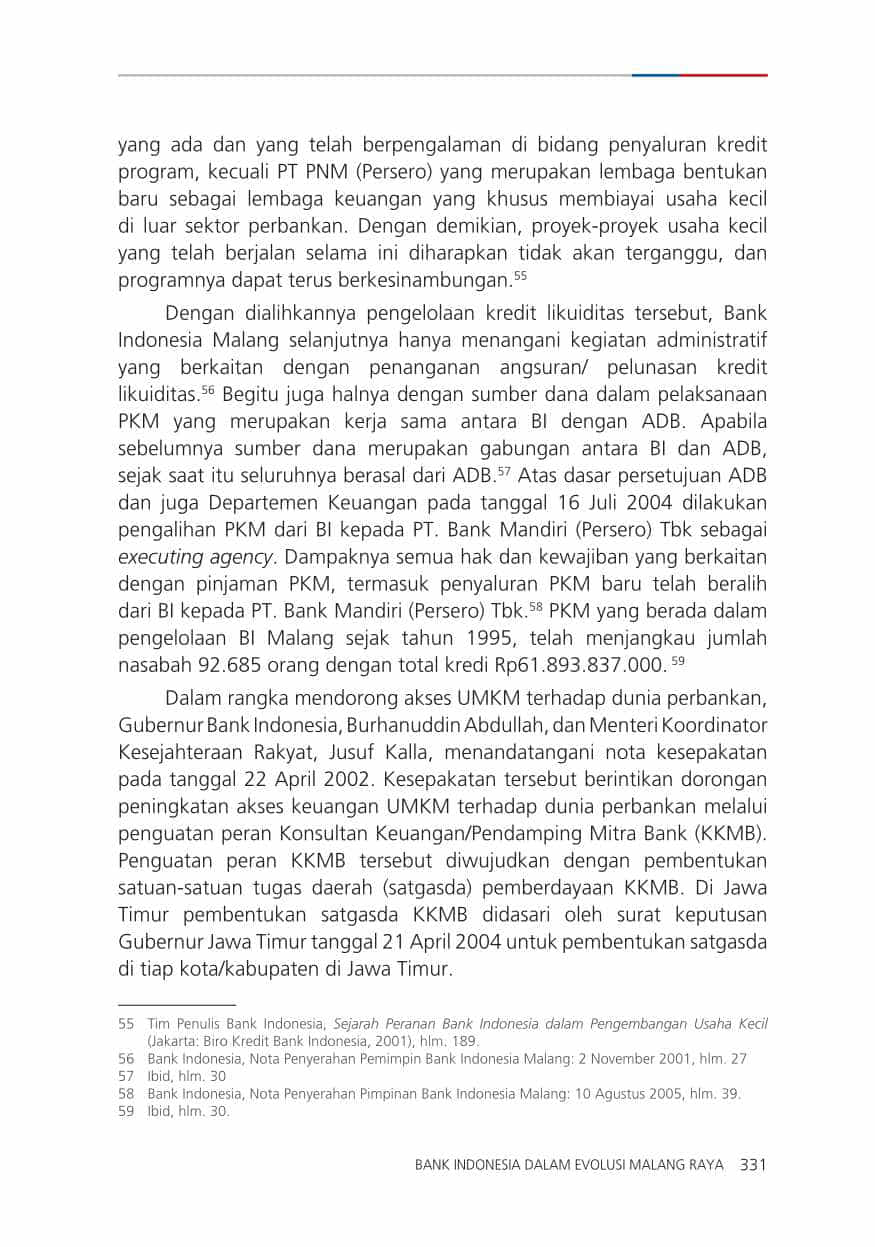 yang ada dan yang telah berpengalaman di bidang penyaluran kredit
program, kecuali PT PNM (Persero) yang merupakan lembaga bentukan
baru sebagai lembaga keuangan yang khusus membiayai usaha kecil
di luar sektor perbankan. Dengan demikian, proyek-proyek usaha kecil
yang telah berjalan selama ini diharapkan tidak akan terganggu, dan
programnya dapat terus berkesinambungan.55
Dengan dialihkannya pengelolaan kredit likuiditas tersebut, Bank
Indonesia Malang selanjutnya hanya menangani kegiatan administratif
yang berkaitan dengan penanganan angsuran/ pelunasan kredit
likuiditas.56 Begitu juga halnya dengan sumber dana dalam pelaksanaan
PKM yang merupakan kerja sama antara BI dengan ADB. Apabila
sebelumnya sumber dana merupakan gabungan antara BI dan ADB,
sejak saat itu seluruhnya berasal dari ADB.57 Atas dasar persetujuan ADB
dan juga Departemen Keuangan pada tanggal 16 Juli 2004 dilakukan
pengalihan PKM dari BI kepada PT. Bank Mandiri (Persero) Tbk sebagai
executing agency. Dampaknya semua hak dan kewajiban yang berkaitan
dengan pinjaman PKM, termasuk penyaluran PKM baru telah beralih
dari BI kepada PT. Bank Mandiri (Persero) Tbk.58 PKM yang berada dalam
pengelolaan BI Malang sejak tahun 1995, telah menjangkau jumlah
nasabah 92.685 orang dengan total kredi Rp61.893.837.000. 59
Dalam rangka mendorong akses UMKM terhadap dunia perbankan,
Gubernur Bank Indonesia, Burhanuddin Abdullah, dan Menteri Koordinator
Kesejahteraan Rakyat, Jusuf Kalla, menandatangani nota kesepakatan
pada tanggal 22 April 2002. Kesepakatan tersebut berintikan dorongan
peningkatan akses keuangan UMKM terhadap dunia perbankan melalui
penguatan peran Konsultan Keuangan/Pendamping Mitra Bank (KKMB).
Penguatan peran KKMB tersebut diwujudkan dengan pembentukan
satuan-satuan tugas daerah (satgasda) pemberdayaan KKMB. Di Jawa
Timur pembentukan satgasda KKMB didasari oleh surat keputusan
Gubernur Jawa Timur tanggal 21 April 2004 untuk pembentukan satgasda
di tiap kota/kabupaten di Jawa Timur.
55 Tim Penulis Bank Indonesia, Sejarah Peranan Bank Indonesia dalam Pengembangan Usaha Kecil
(Jakarta: Biro Kredit Bank Indonesia, 2001), hlm. 189.
56 Bank Indonesia, Nota Penyerahan Pemimpin Bank Indonesia Malang: 2 November 2001, hlm. 27
57 Ibid, hlm. 30
58 Bank Indonesia, Nota Penyerahan Pimpinan Bank Indonesia Malang: 10 Agustus 2005, hlm. 39.
59 Ibid, hlm. 30.
BANK INDONESIA DALAM EVOLUSI MALANG RAYA 331